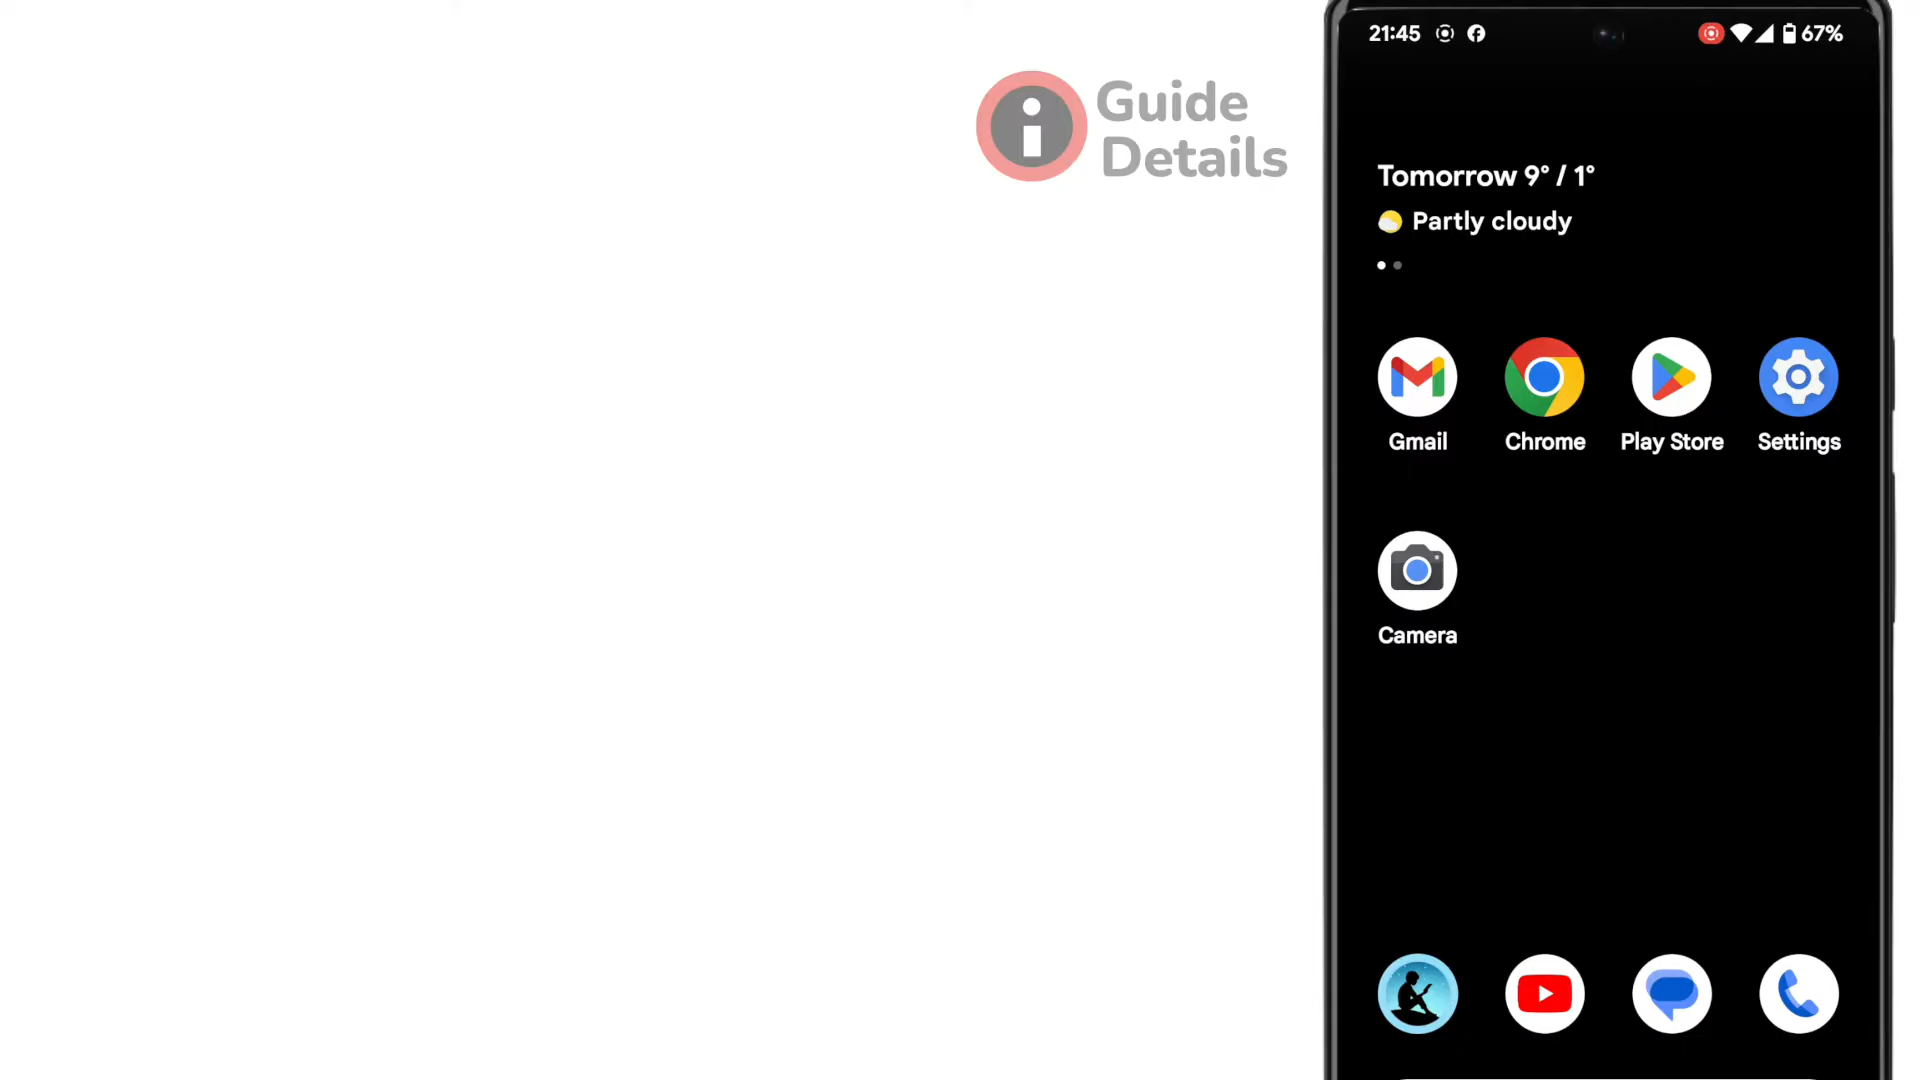 Guide
Details
21:45
67%
Tomorrow 9° / 1°
Partly cloudy
Gmail
Chrome
Play Store
Settings
Camera